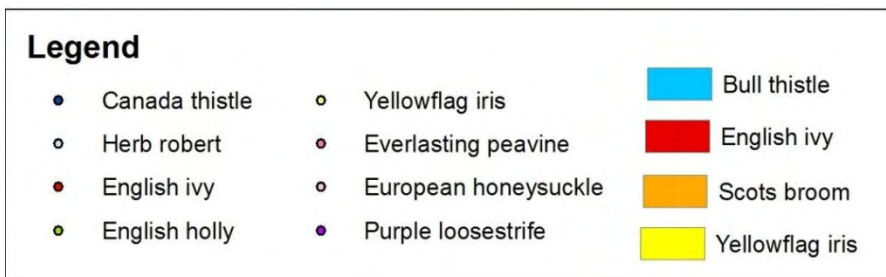 Legend
Canada thistle
Herb robert
English ivy
English holly
Yellowflag iris
Everlasting peavine
European honeysuckle
Purple loosestrife
Bull thistle
English ivy
Scots broom
Yellowflag iris